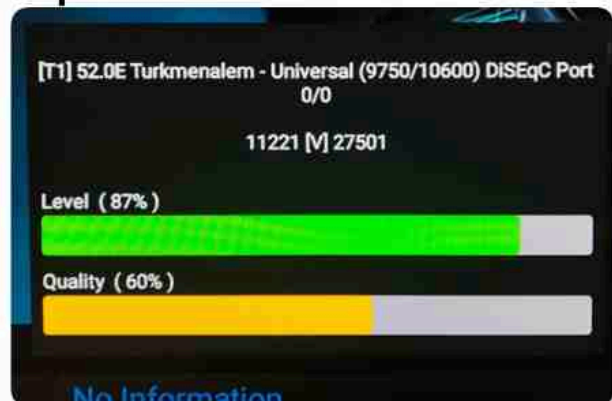 [T1] 52.0E Turkmenalem - Universal (9750/10600) DiSEqC Port
0/0
11221 [V] 27501
Level ( 87% )
Quality ( 60% )
No Information